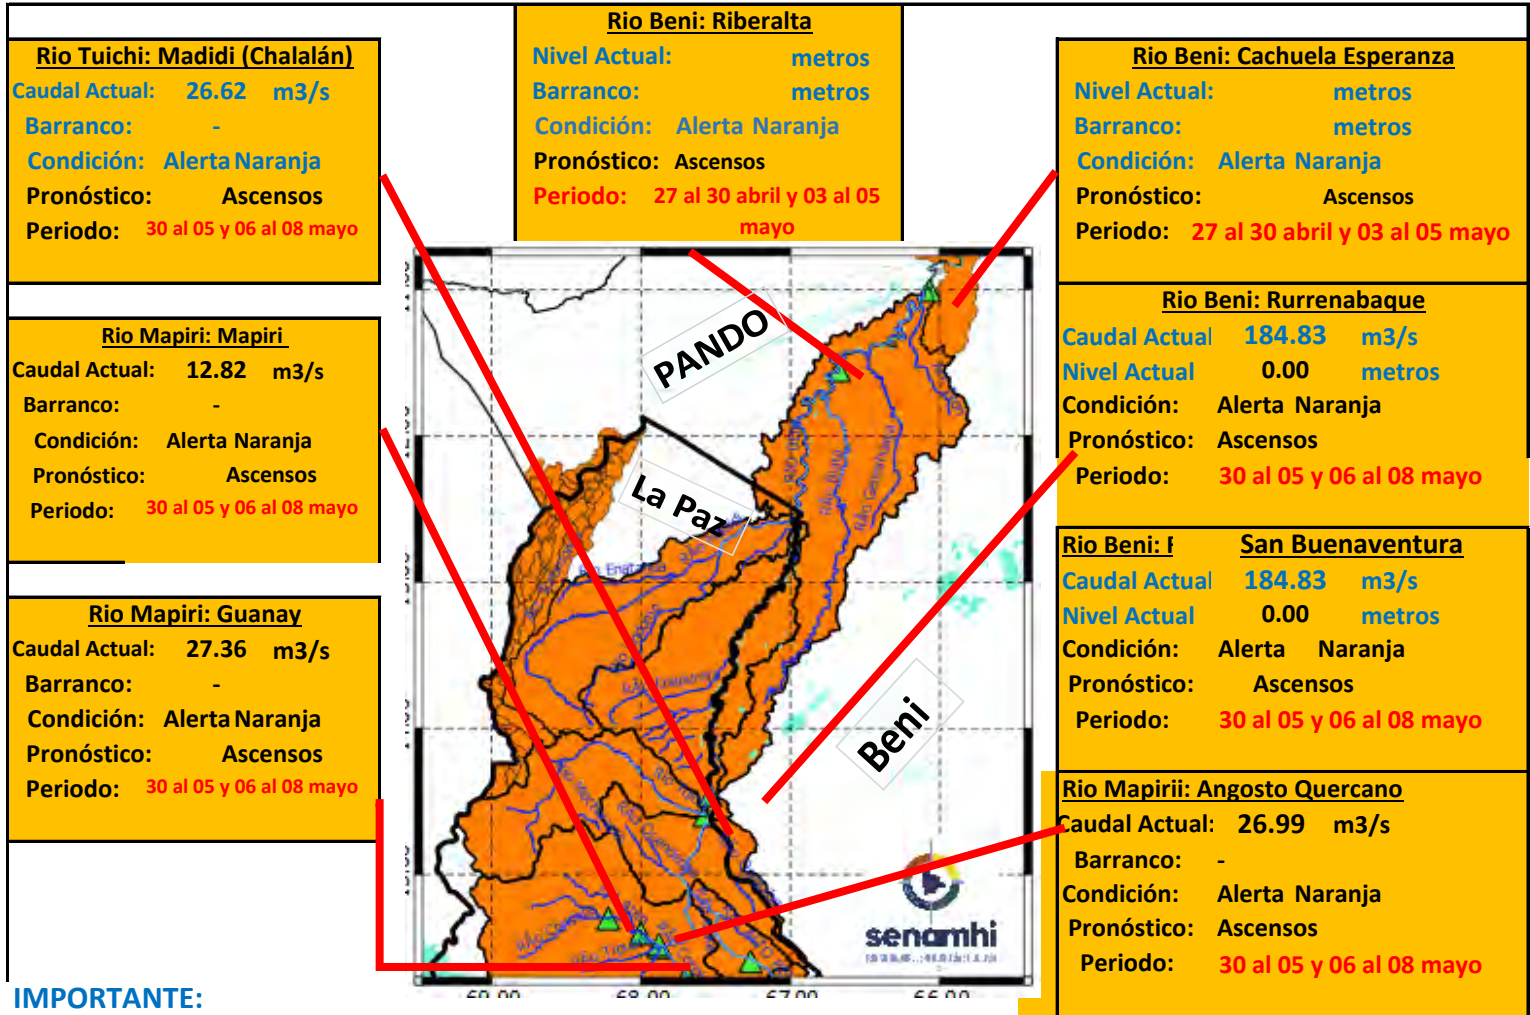 Rio Tuichi: Madidi (Chalalán)
Caudal Actual: 26.62 m3/s
Barranco: -
Condición: Alerta Naranja
Pronóstico: Ascensos
Periodo: 30 al 05 y 06 al 08 mayo
Rio Mapiri: Mapiri
Caudal Actual: 12.82 m3/s
Barranco: -
Condición: Alerta Naranja
Pronóstico: Ascensos
Periodo: 30 al 05 y 06 al 08 mayo
Rio Mapiri: Guanay
Caudal Actual: 27.36 m3/s
Barranco: -
Condición: Alerta Naranja
Pronóstico: Ascensos
Periodo: 30 al 05 y 06 al 08 mayo
Rio Beni: Riberalta
Nivel Actual: metros
Barranco: metros
Condición: Alerta Naranja
Pronóstico: Ascensos
Periodo: 27 al 30 abril y 03 al 05
mayo
PANDO
La Paz
Beni
senamhi
Rio Beni: Cachuela Esperanza
Nivel Actual: metros
Barranco: metros
Condición: Alerta Naranja
Pronóstico: Ascensos
Periodo: 27 al 30 abril y 03 al 05 mayo
Rio Beni: Rurrenabaque
Caudal Actual 184.83 m3/s
Nivel Actual 0.00 metros
Condición: Alerta Naranja
Pronóstico: Ascensos
Periodo: 30 al 05 y 06 al 08 mayo
Rio Beni: San Buenaventura
Caudal Actual 184.83 m3/s
Nivel Actual 0.00 metros
Condición: Alerta Naranja
Pronóstico: Ascensos
Periodo: 30 al 05 y 06 al 08 mayo
Rio Mapirii: Angosto Quercano
Caudal Actual: 26.99 m3/s
Barranco: -
Condición: Alerta Naranja
Pronóstico: Ascensos
Periodo: 30 al 05 y 06 al 08 mayo
IMPORTANTE: